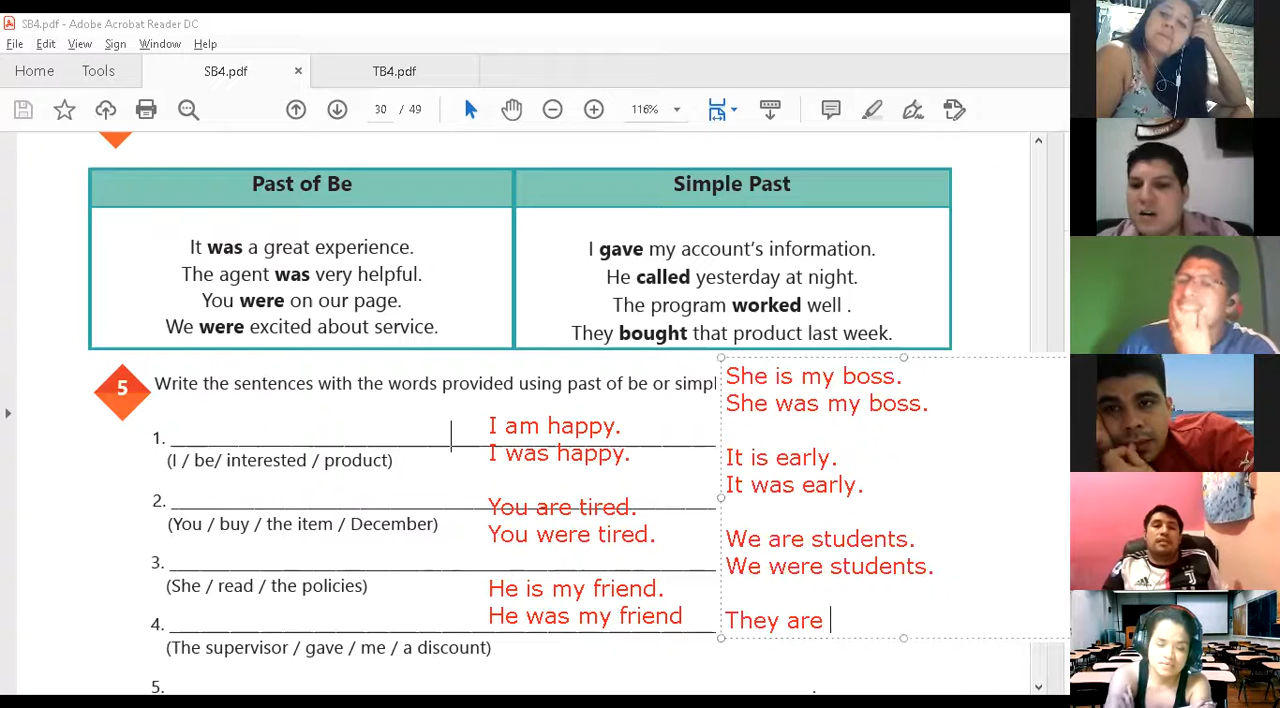 SB4.pdf - Adobe Acrobat Reader DC
File Edit View Sign Window Help
Home Tools SB4.pdf × TB4.pdf
30 / 49 116%
Past of Be
Simple Past
It was a great experience.
The agent was very helpful.
You were on our page.
We were excited about service.
I gave my account's information.
He called yesterday at night.
The program worked well .
They bought that product last week.
5 Write the sentences with the words provided using past of be or simpl
1.
(I / be/ interested / product)
2.
(You / buy / the item / December)
3.
(She / read / the policies)
4.
(The supervisor / gave / me / a discount)
5.
I am happy.
I was happy.
You are tired.
You were tired.
He is my friend.
He was my friend
She is my boss.
She was my boss.
It is early.
It was early.
We are students.
We were students.
They are